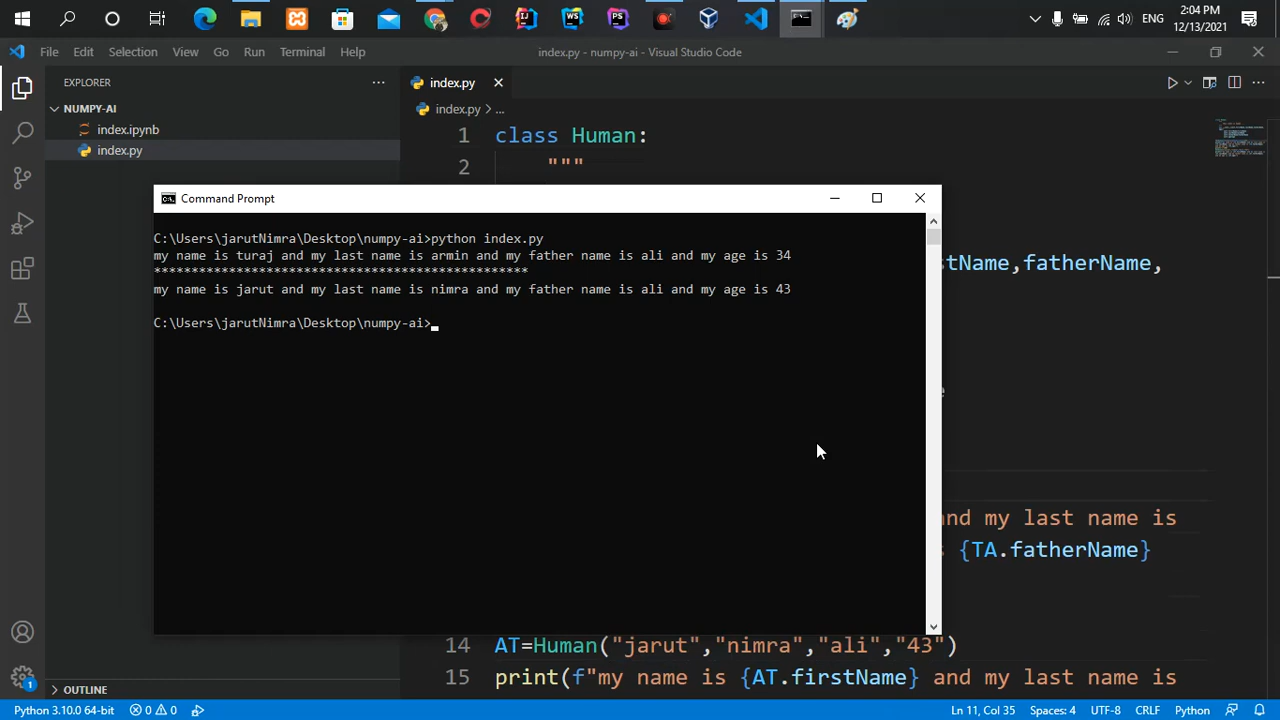 2:04 PM
ENG
12/13/2021
File Edit Selection View Go Run Terminal Help
index.py - numpy-ai - Visual Studio Code
EXPLORER
index.py
NUMPY-AI
index.py > ...
index.ipynb
index.py
1 class Human:
2 """
Command Prompt
C:\Users\jarutNimra\Desktop\numpy-ai>python index.py
my name is turaj and my last name is armin and my father name is ali and my age is 34
**************************************************
my name is jarut and my last name is nimra and my father name is ali and my age is 43
C:\Users\jarutNimra\Desktop\numpy-ai>
stName,fatherName,
and my last name is
{TA.fatherName}
14 AT=Human("jarut","nimra","ali","43")
15 print(f"my name is {AT.firstName} and my last name is
OUTLINE
1
Python 3.10.0 64-bit 0 0 Ln 11, Col 35 Spaces: 4 UTF-8 CRLF Python